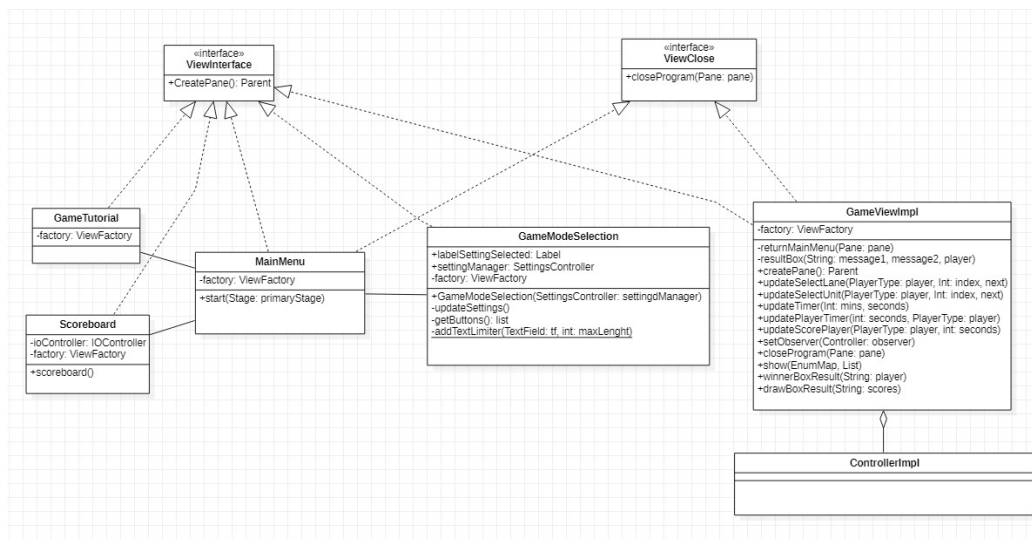 «interface»
ViewInterface
+CreatePane(): Parent
«interface»
ViewClose
+closeProgram(Pane: pane)
GameTutorial
-factory: ViewFactory
MainMenu
-factory: ViewFactory
+start(Stage: primaryStage)
Scoreboard
-ioController: IOController
-factory: ViewFactory
+scoreboard()
GameModeSelection
+labelSettingSelected: Label
+settingManager: SettingsController
-factory: ViewFactory
+GameModeSelection(SettingsController: settingdManager)
-updateSettings()
-getButtons(): list
-addTextLimiter(TextField: tf, int: maxLenght)
GameViewImpl
-factory: ViewFactory
-returnMainMenu(Pane: pane)
-resultBox(String: message1, message2, player)
+createPane(): Parent
+updateSelectLane(PlayerType: player, Int: index, next)
+updateSelectUnit(PlayerType: player, Int: index, next)
+updateTimer(Int: mins, seconds)
+updatePlayerTimer(int: seconds, PlayerType: player)
+updateScorePlayer(PlayerType: player, int: seconds)
+setObserver(Controller: observer)
+closeProgram(Pane: pane)
+show(EnumMap, List)
+winnerBoxResult(String: player)
+drawBoxResult(String: scores)
ControllerImpl